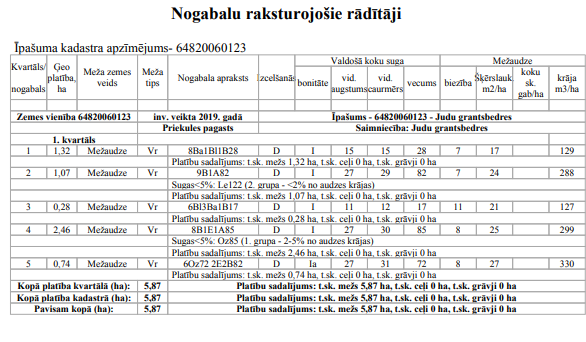 Nogabalu raksturojošie rādītāji
Īpašuma kadastra apzīmējums- 64820060123
Kvartāls/ nogabals Ģeo platība, ha Meža zemes veids Meža tips Nogabala apraksts Izcelšanās Valdošā koku suga Mežaudze
bonitāte vid. augstums vid. caurmērs vecums biezība Šķērslauk. m2/ha koku sk. gab/ha krāja m3/ha
Zemes vienība 64820060123 inv. veikta 2019. gadā Īpašums - 64820060123 - Judu grantsbedres
Priekules pagasts Saimniecība: Judu grantsbedres
1. kvartāls
1 1,32 Mežaudze Vr 8Ba1Bl1B28 D I 15 15 28 7 17 129
Platību sadalījums: t.sk. mežs 1,32 ha, t.sk. ceļi 0 ha, t.sk. grāvji 0 ha
2 1,07 Mežaudze Vr 9B1A82 D I 27 29 82 7 24 288
Sugas<5%: Le122 (2. grupa - <2% no audzes krājas)
Platību sadalījums: t.sk. mežs 1,07 ha, t.sk. ceļi 0 ha, t.sk. grāvji 0 ha
3 0,28 Mežaudze Vr 6Bl3Ba1B17 D I 11 12 17 11 21 127
Platību sadalījums: t.sk. mežs 0,28 ha, t.sk. ceļi 0 ha, t.sk. grāvji 0 ha
4 2,46 Mežaudze Vr 8B1E1A85 D I 27 30 85 8 25 299
Sugas<5%: Oz85 (1. grupa - 2-5% no audzes krājas)
Platību sadalījums: t.sk. mežs 2,46 ha, t.sk. ceļi 0 ha, t.sk. grāvji 0 ha
5 0,74 Mežaudze Vr 6Oz72 2E2B82 D Ia 27 31 72 8 27 330
Platību sadalījums: t.sk. mežs 0,74 ha, t.sk. ceļi 0 ha, t.sk. grāvji 0 ha
Kopā platība kvartālā (ha): 5,87 Platību sadalījums: t.sk. mežs 5,87 ha, t.sk. ceļi 0 ha, t.sk. grāvji 0 ha
Kopā platība kadastrā (ha): 5,87 Platību sadalījums: t.sk. mežs 5,87 ha, t.sk. ceļi 0 ha, t.sk. grāvji 0 ha
Pavisam kopā (ha): 5,87 Platību sadalījums: t.sk. mežs 5,87 ha, t.sk. ceļi 0 ha, t.sk. grāvji 0 ha